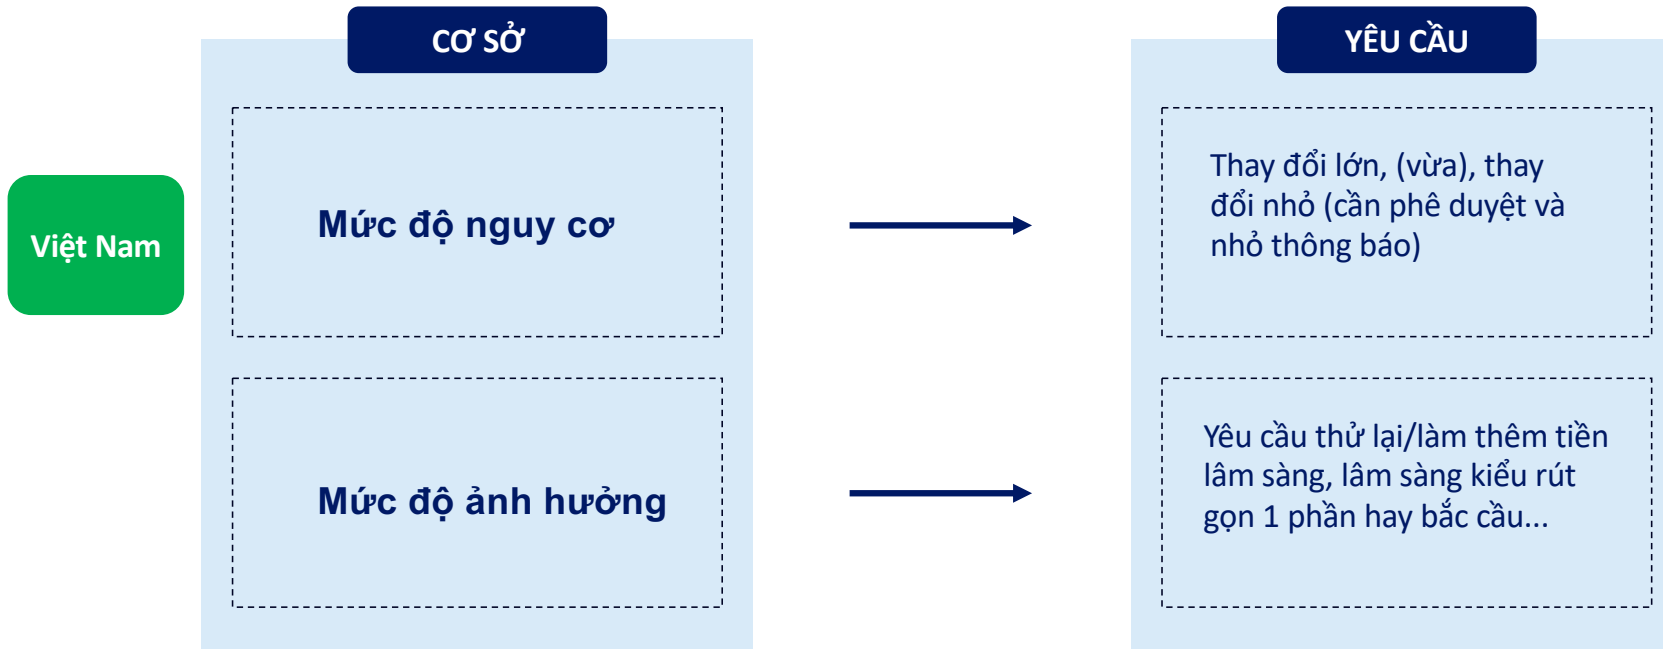 CƠ SỞ
YÊU CẦU
Việt Nam
Mức độ nguy cơ
Thay đổi lớn, (vừa), thay
đổi nhỏ (cần phê duyệt và
nhỏ thông báo)
Mức độ ảnh hưởng
Yêu cầu thử lại/làm thêm tiền
lâm sàng, lâm sàng kiểu rút
gọn 1 phần hay bắc cầu...